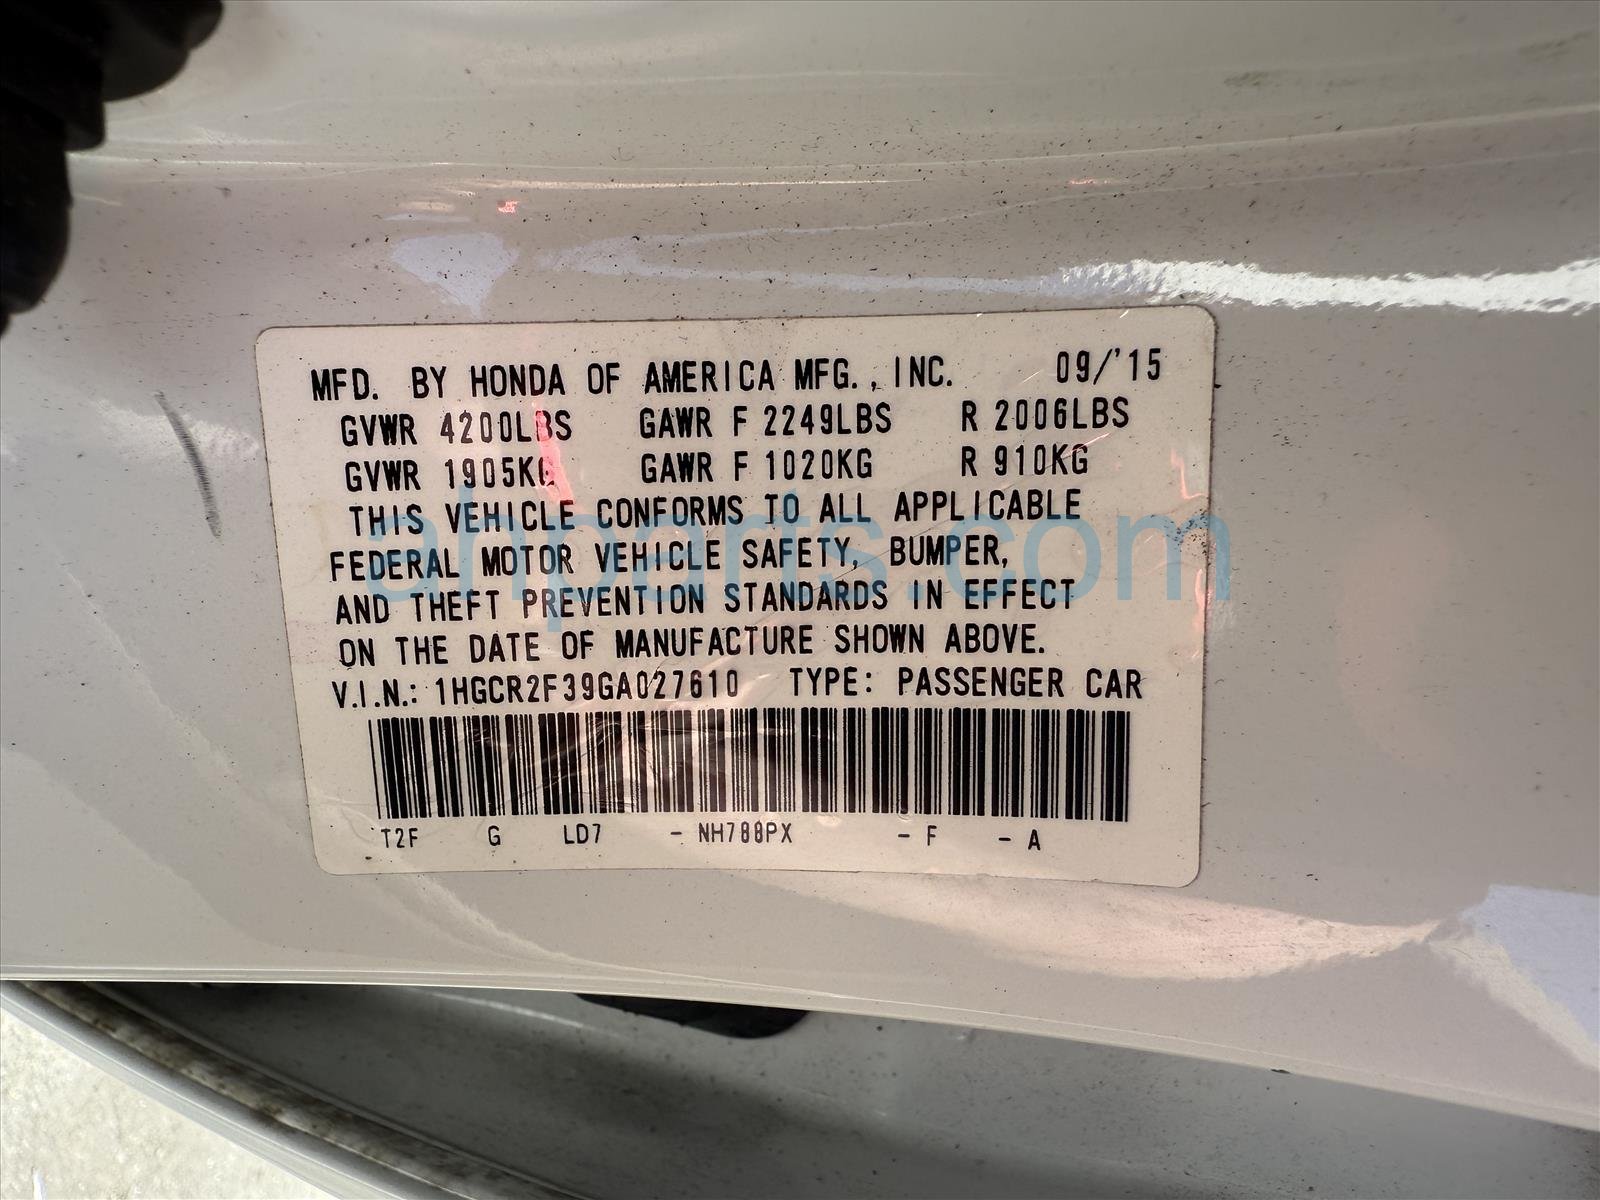 MFD. BY HONDA OF AMERICA MFG., INC. 09/'15
GVWR 4200LBS GAWR F 2249LBS R 2006LBS
GVWR 1905KG GAWR F 1020KG R 910KG
THIS VEHICLE CONFORMS TO ALL APPLICABLE
FEDERAL MOTOR VEHICLE SAFETY, BUMPER,
AND THEFT PREVENTION STANDARDS IN EFFECT
ON THE DATE OF MANUFACTURE SHOWN ABOVE.
V.I.N.: 1HGCR2F39GA027610 TYPE: PASSENGER CAR
T2F G LD7 - NH788PX - F - A
ahparts.com